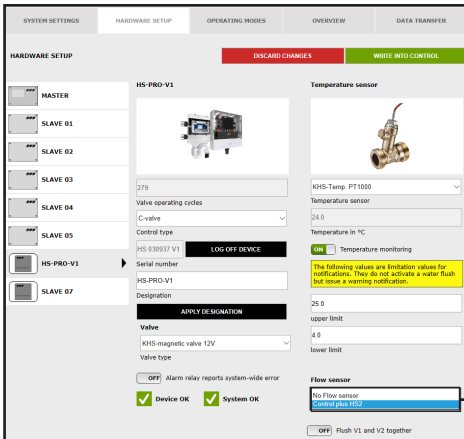 SYSTEM SETTINGS
HARDWARE SETUP
OPERATING MODES
OVERVIEW
DATA TRANSFER
HARDWARE SETUP
DISCARD CHANGES
WRITE INTO CONTROL
MASTER
SLAVE 01
SLAVE 02
SLAVE 03
SLAVE 04
SLAVE 05
HS-PRO-V1
SLAVE 07
HS-PRO-V1
279
Valve operating cycles
C-valve
Control type
HS 030937 V1
LOG OFF DEVICE
Serial number
HS-PRO-V1
Designation
APPLY DESIGNATION
Valve
KHS-magnetic valve 12V
Valve type
OFF Alarm relay reports system-wide error
Device OK
System OK
Temperature sensor
KHS-Temp. PT1000
Temperature sensor
24.0
Temperature in °C
ON Temperature monitoring
The following values are limitation values for
notifications. They do not activate a water flush
but issue a warning notification.
25.0
upper limit
4.0
lower limit
Flow sensor
No Flow sensor
Control plus HS2
OFF Flush V1 and V2 together